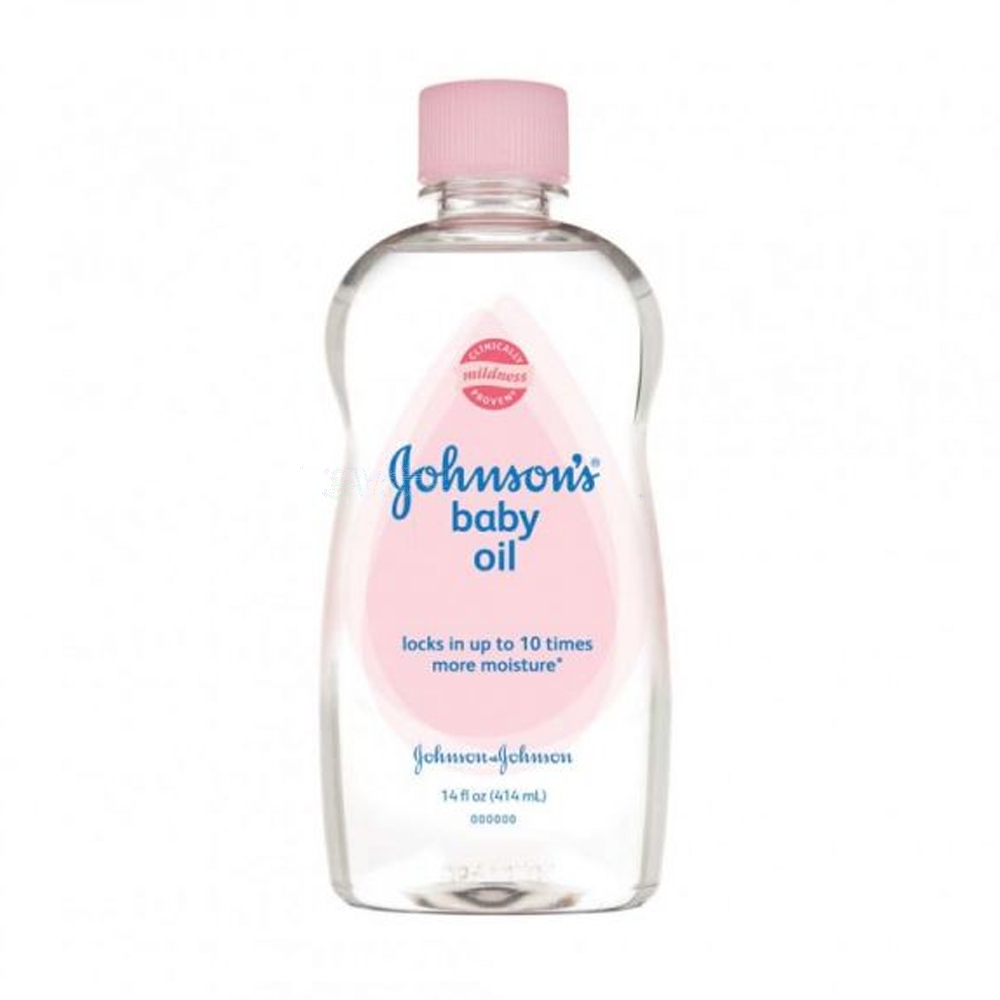 CLINICALLY
mildness
PROVEN®
Johnson's®
baby
oil
locks in up to 10 times
more moisture*
Johnson & Johnson
14 fl oz (414 mL)
000000